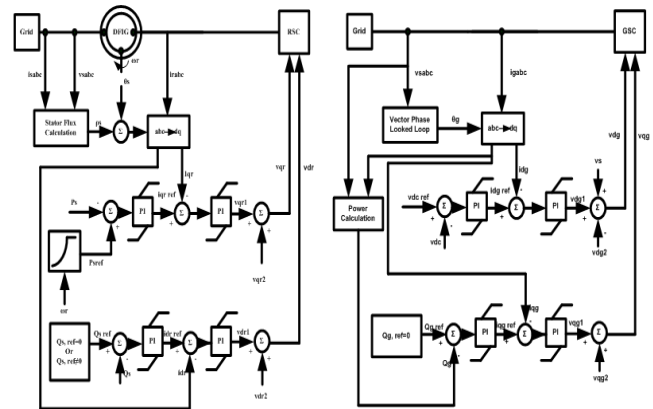 Grid
DFIG
RSC
ωr
isabc
vsabc
θs
irabc
Stator Flux
Calculation
ρs
Σ
abc
dq
iqr
vqr
vdr
Ps
iqr ref
Σ
PI
Σ
PI
vqr1
Σ
vqr2
Psref
ωr
Qs, ref=0
Or
Qs, ref≠0
Qs ref
Σ
Qs
PI
idr ref
Σ
idr
PI
vdr1
Σ
vdr2
Grid
GSC
vsabc
igabc
Vector Phase
Looked Loop
θg
abc
dq
vdg
vqg
Power
Calculation
idg
vs
vdc ref
Σ
vdc
PI
idg ref
Σ
PI
vdg1
Σ
vdg2
Qg, ref=0
Qg ref
Σ
Qg
PI
iqg ref
iqg
Σ
PI
vqg1
Σ
vqg2